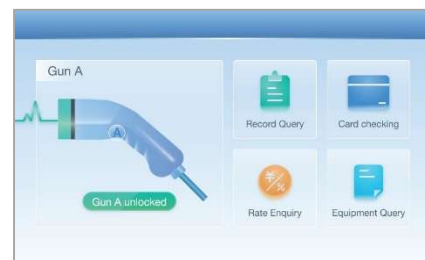 Gun A
A
Gun A unlocked
Record Query
Card checking
¥/%
Rate Enquiry
Equipment Query